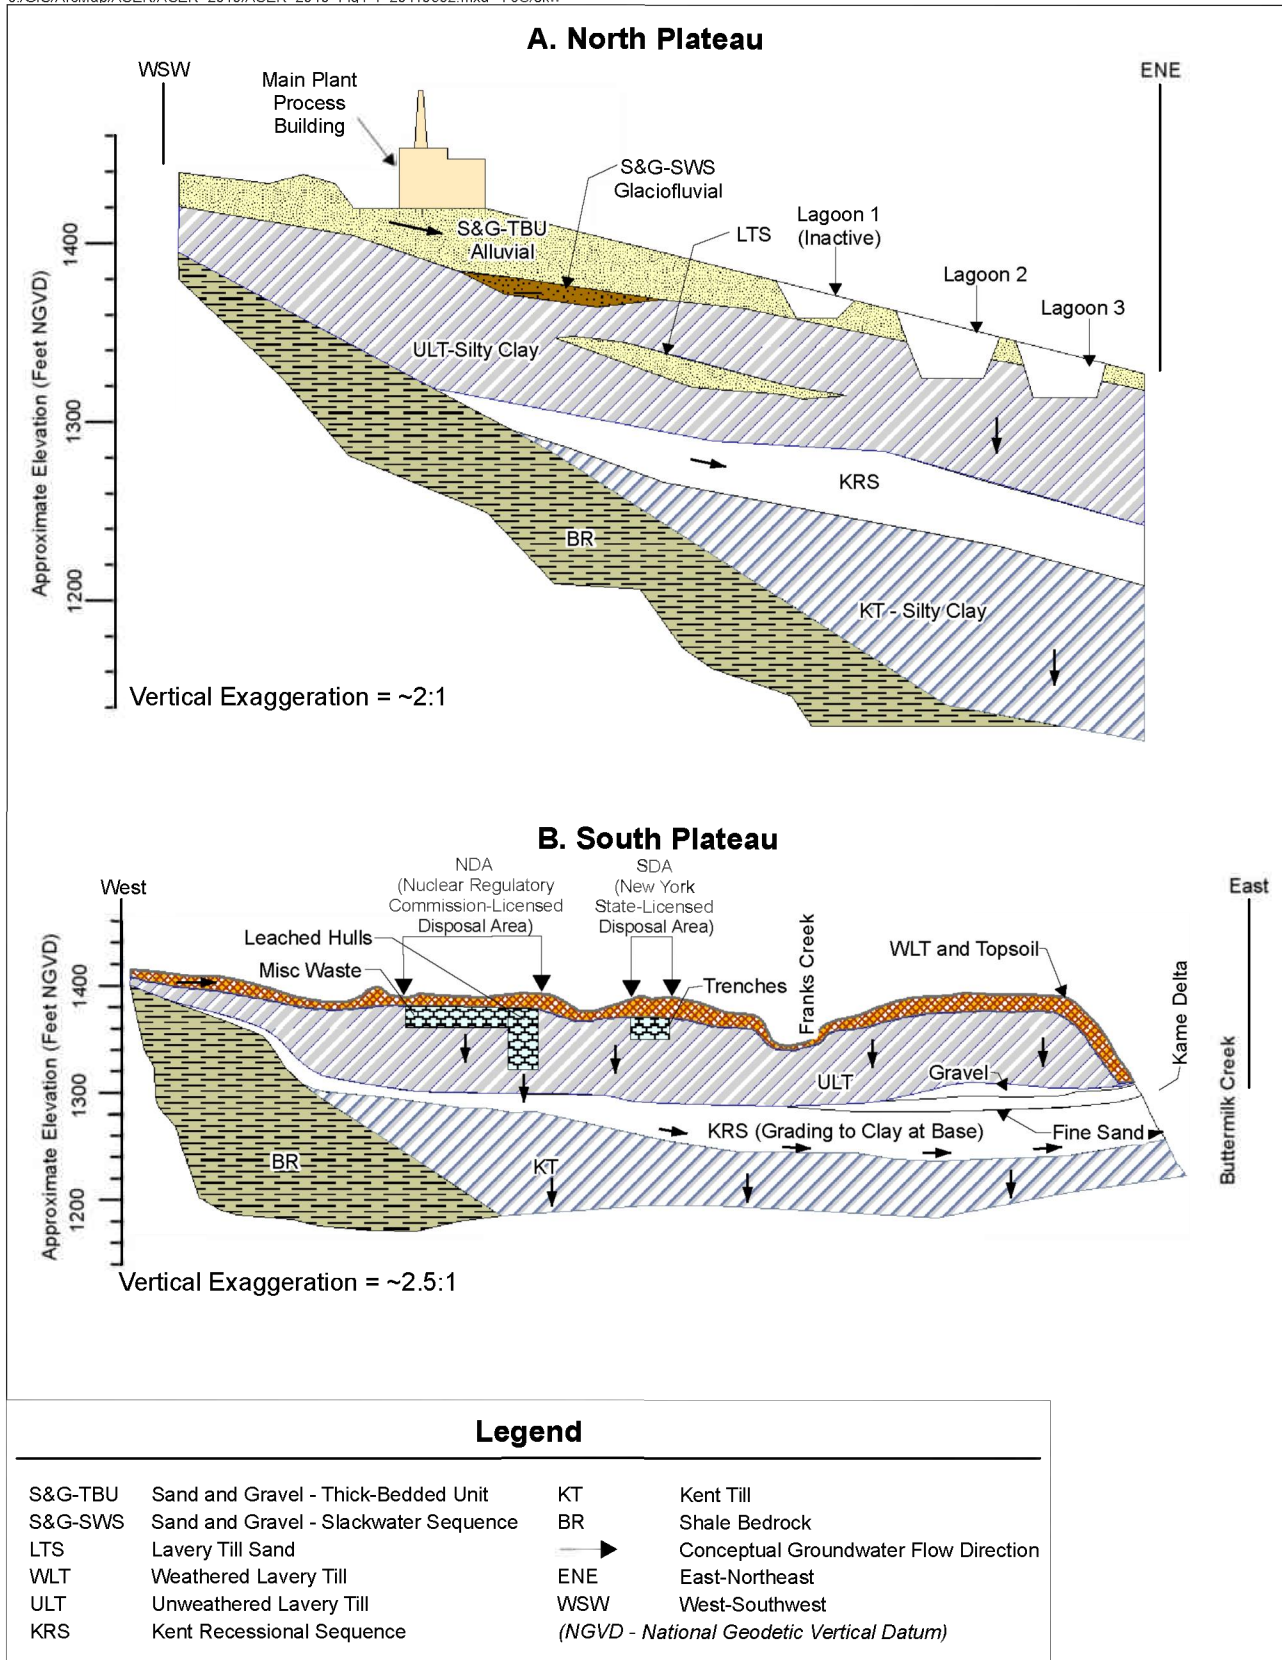 A. North Plateau
WSW
ENE
Main Plant
Process
Building
S&G-SWS
Glaciofluvial
S&G-TBU
Alluvial
LTS
Lagoon 1
(Inactive)
Lagoon 2
Lagoon 3
ULT-Silty Clay
KRS
BR
KT - Silty Clay
Approximate Elevation (Feet NGVD)
1400
1300
1200
Vertical Exaggeration = ~2:1
B. South Plateau
West
East
NDA
(Nuclear Regulatory
Commission-Licensed
Disposal Area)
SDA
(New York
State-Licensed
Disposal Area)
Leached Hulls
Misc Waste
Trenches
Franks Creek
WLT and Topsoil
Kame Delta
Buttermilk Creek
ULT
Gravel
KRS (Grading to Clay at Base)
Fine Sand
BR
KT
Approximate Elevation (Feet NGVD)
1400
1300
1200
Vertical Exaggeration = ~2.5:1
Legend
S&G-TBU Sand and Gravel - Thick-Bedded Unit
S&G-SWS Sand and Gravel - Slackwater Sequence
LTS Lavery Till Sand
WLT Weathered Lavery Till
ULT Unweathered Lavery Till
KRS Kent Recessional Sequence
KT Kent Till
BR Shale Bedrock
Conceptual Groundwater Flow Direction
ENE East-Northeast
WSW West-Southwest
(NGVD - National Geodetic Vertical Datum)